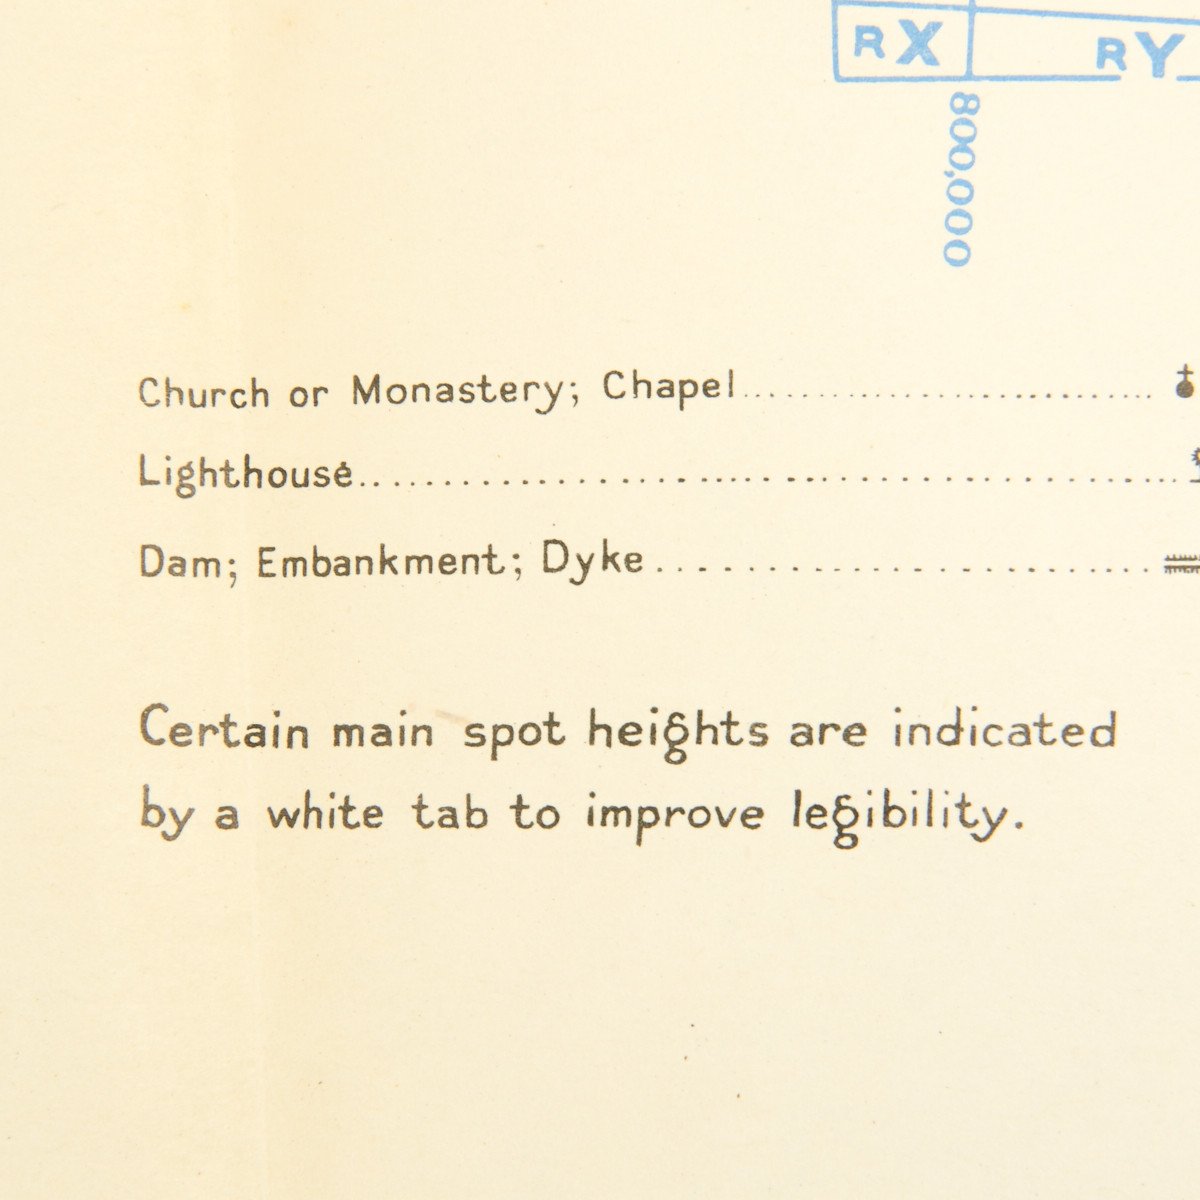 RX RY
800,000
Church or Monastery; Chapel
Lighthouse
Dam; Embankment; Dyke
Certain main spot heights are indicated
by a white tab to improve legibility.